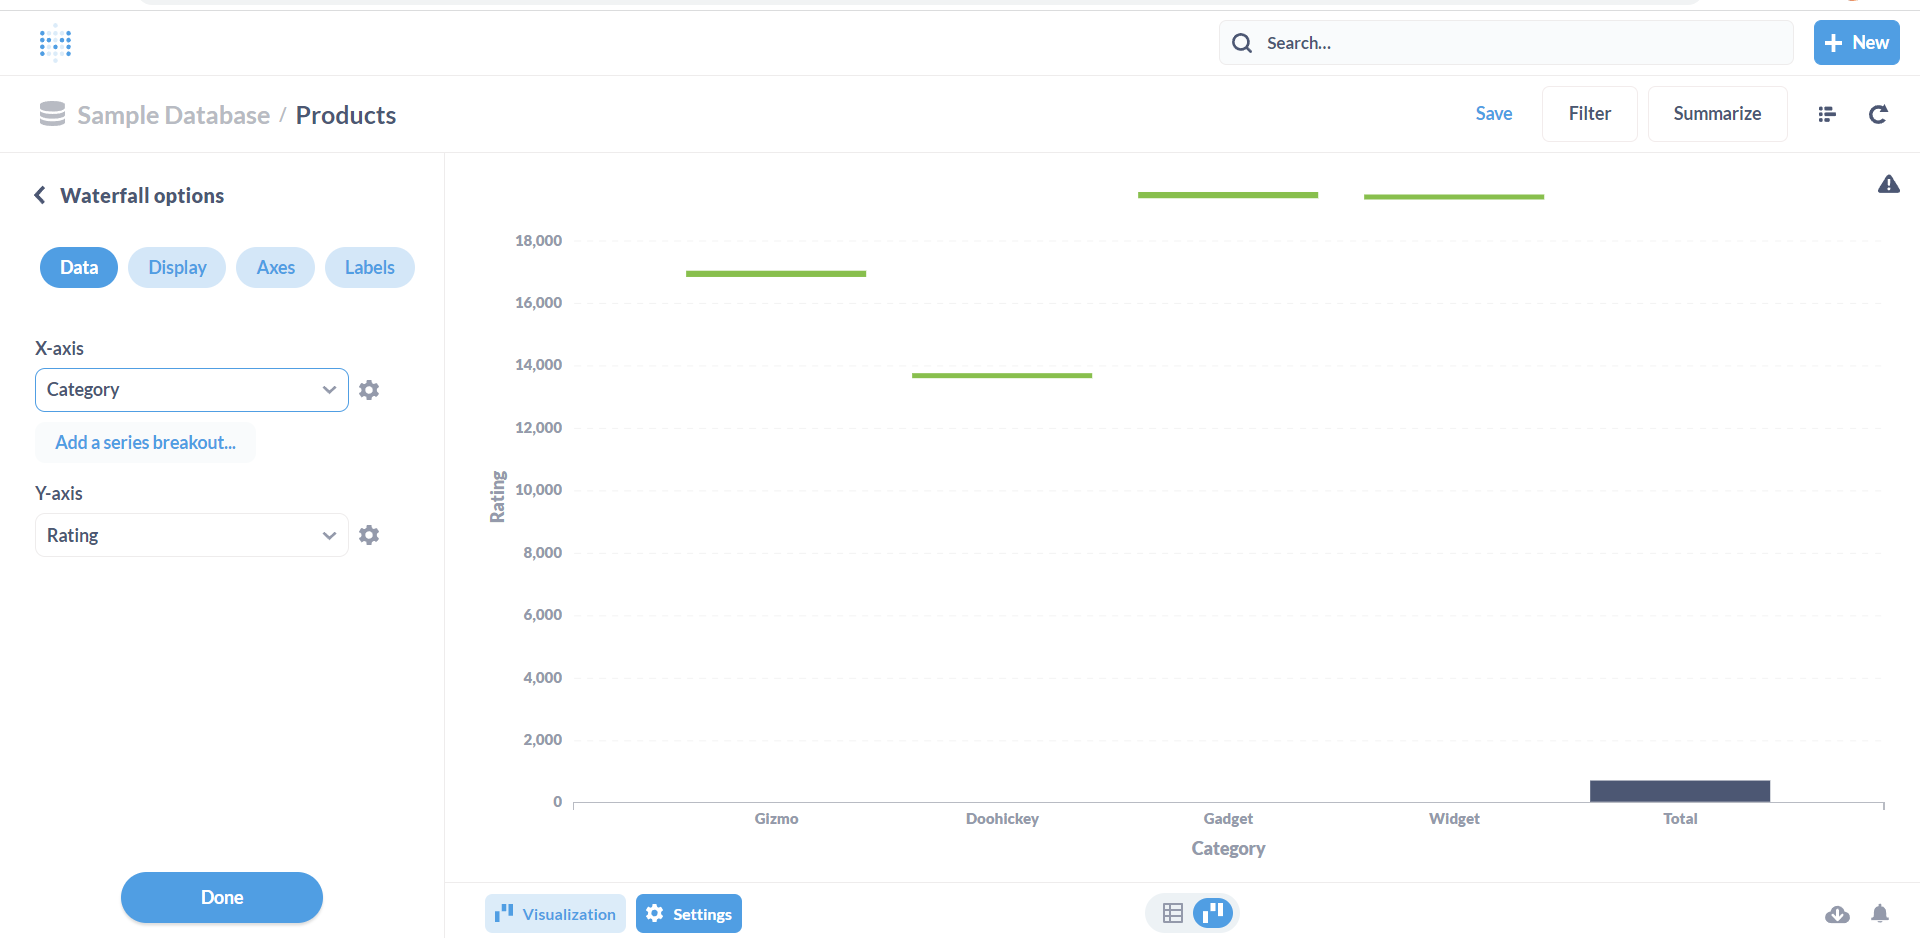 Search...
New
Sample Database / Products
Save
Filter
Summarize
Waterfall options
Data
Display
Axes
Labels
X-axis
Category
Add a series breakout...
Y-axis
Rating
Done
18,000
16,000
14,000
12,000
10,000
8,000
6,000
4,000
2,000
0
Rating
Gizmo
Doohickey
Gadget
Widget
Total
Category
Visualization
Settings